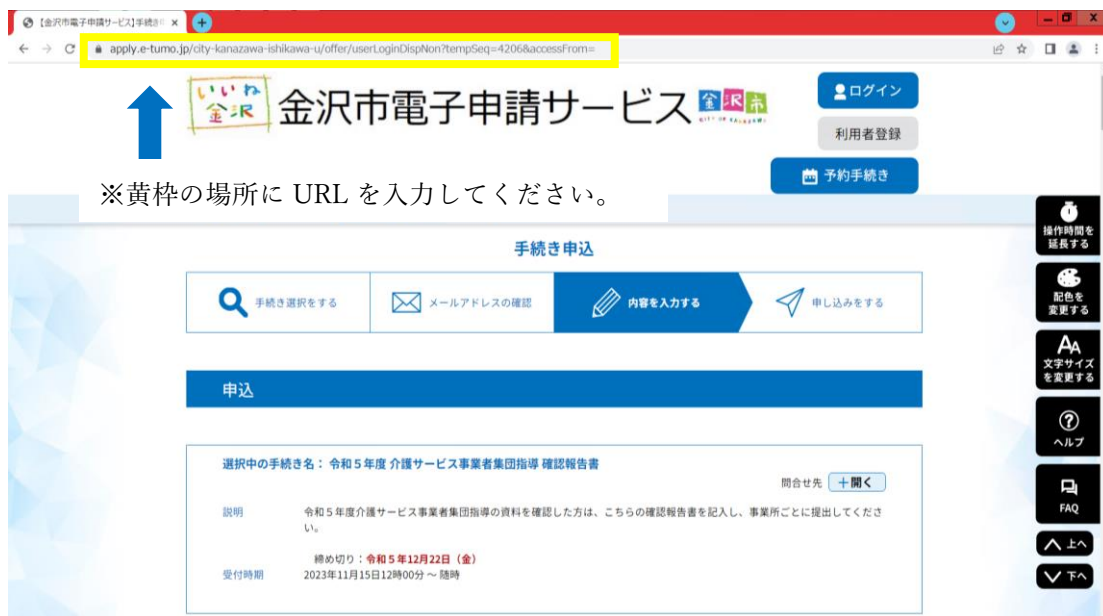 【金沢市電子申請サービス】手続き
apply.e-tumo.jp/city-kanazawa-ishikawa-u/offer/userLoginDispNon?tempSeq=4206&accessFrom=
いいね
金沢
金沢市電子申請サービス
金沢市
ログイン
利用者登録
予約手続き
※黄枠の場所に URL を入力してください。
操作時間を
延長する
配色を
変更する
文字サイズ
を変更する
ヘルプ
FAQ
上へ
下へ
手続き申込
手続き選択をする
メールアドレスの確認
内容を入力する
申し込みをする
申込
選択中の手続き名： 令和５年度 介護サービス事業者集団指導 確認報告書
問合せ先 ＋開く
説明 令和５年度介護サービス事業者集団指導の資料を確認した方は、こちらの確認報告書を記入し、事業所ごとに提出してくださ
い。
締め切り：令和５年12月22日（金）
受付時期 2023年11月15日12時00分 ～ 随時